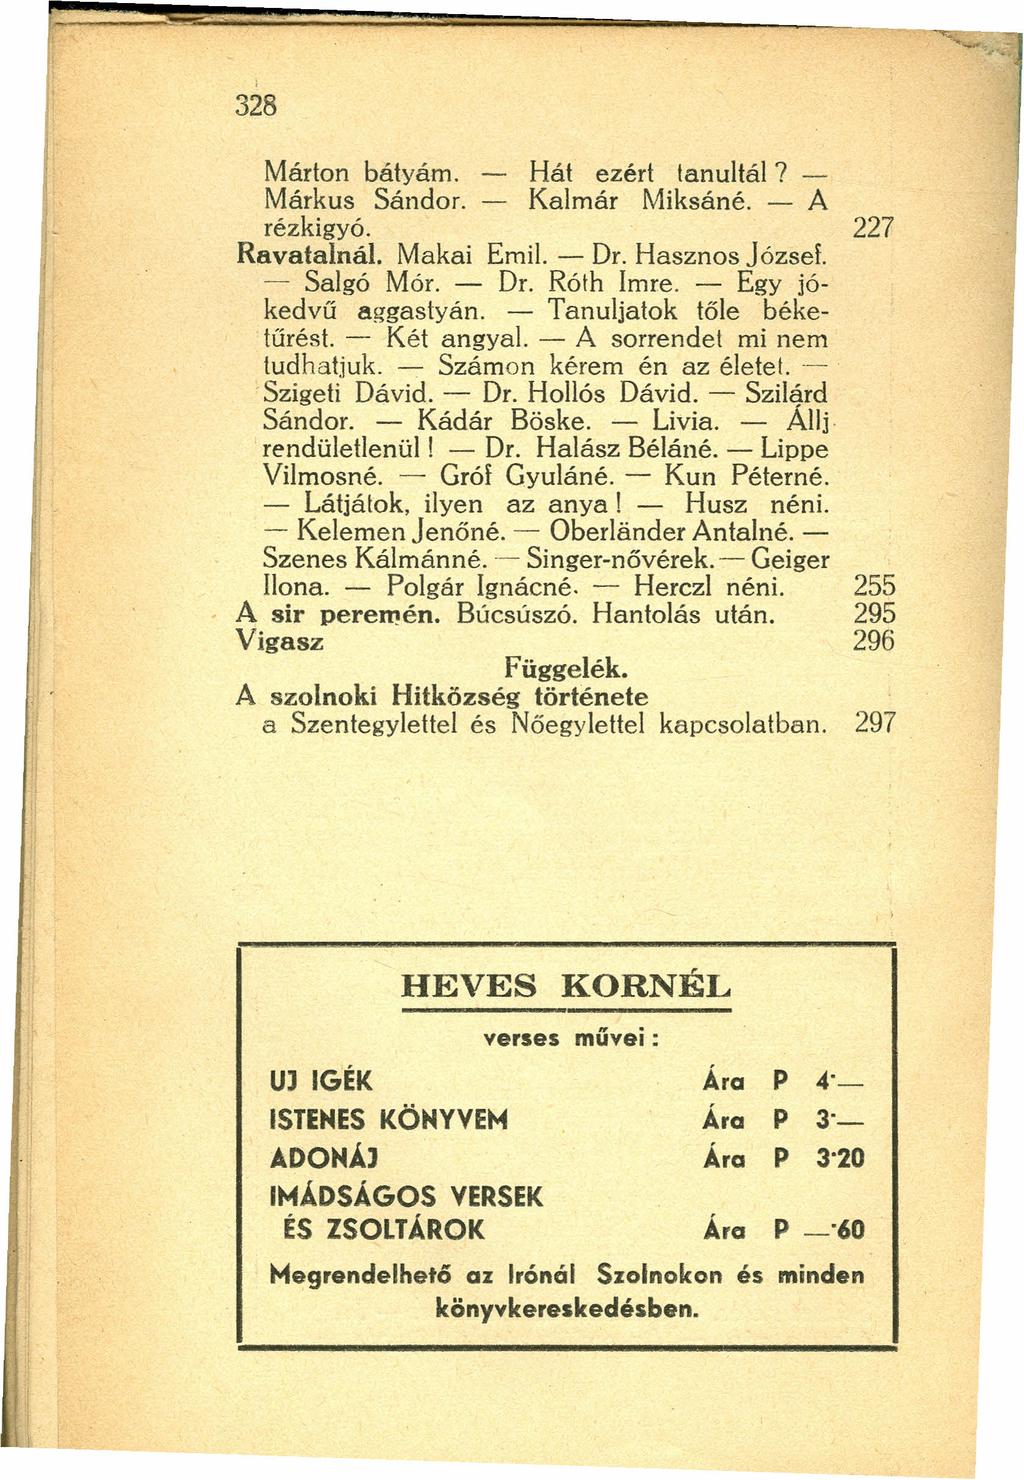 328
Márton bátyám. — Hát ezért tanultál? —
Márkus Sándor. — Kalmár Miksáné. — A
rézkigyó. 227
Ravatalnál. Makai Emil. — Dr. Hasznos József.
— Salgó Mór. — Dr. Róth Imre. — Egy jó-
kedvű aggastyán. — Tanuljatok tőle béke-
tűrést. — Két angyal. — A sorrendet mi nem
tudhatjuk. — Számon kérem én az életet. —
Szigeti Dávid. — Dr. Hollós Dávid. — Szilárd
Sándor. — Kádár Böske. — Livia. — Állj
rendületlenül! — Dr. Halász Béláné. — Lippe
Vilmosné. — Gróf Gyuláné. — Kun Péterné.
— Látjátok, ilyen az anya! — Husz néni.
— Kelemen Jenőné. — Oberländer Antalné. —
Szenes Kálmánné. — Singer-nővérek. — Geiger
Ilona. — Polgár Ignácné. — Herczl néni. 255
A sir peremén. Búcsúszó. Hantolás után. 295
Vigasz 296
Függelék.
A szolnoki Hitközség története
a Szentegylettel és Nőegylettel kapcsolatban. 297
HEVES KORNÉL
verses művei:
UJ IGÉK Ára P 4·—
ISTENES KÖNYVEM Ára P 3·—
ADONÁJ Ára P 3·20
IMÁDSÁGOS VERSEK
ÉS ZSOLTÁROK Ára P —·60
Megrendelhető az Irónál Szolnokon és minden
könyvkereskedésben.